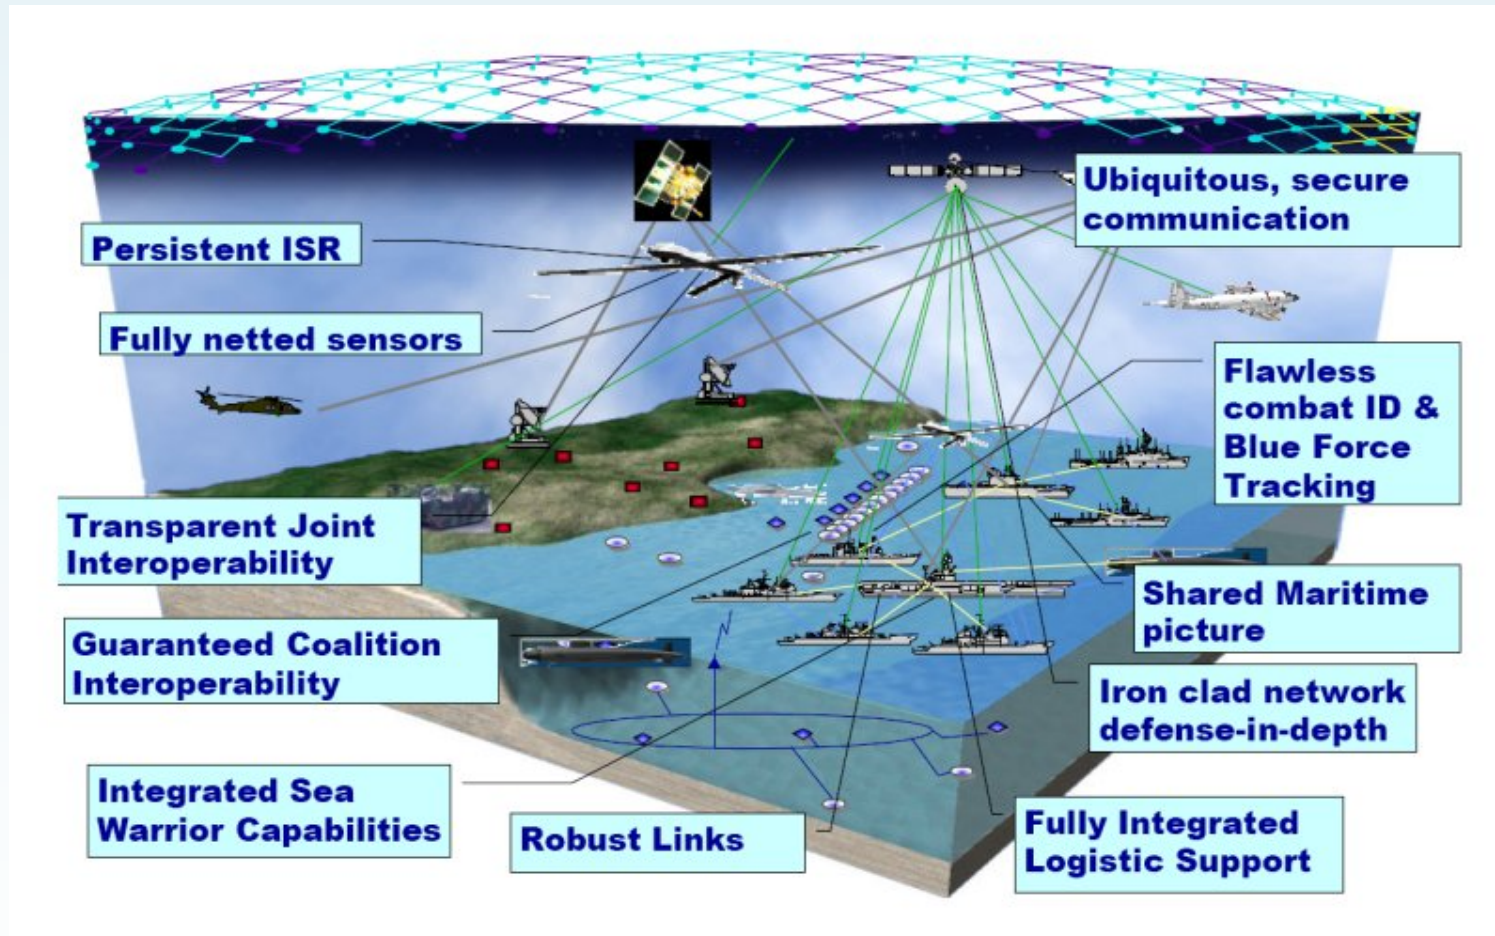 Ubiquitous, secure
communication
Persistent ISR
Fully netted sensors
Flawless
combat ID &
Blue Force
Tracking
Transparent Joint
Interoperability
Shared Maritime
picture
Guaranteed Coalition
Interoperability
Iron clad network
defense-in-depth
Integrated Sea
Warrior Capabilities
Robust Links
Fully Integrated
Logistic Support